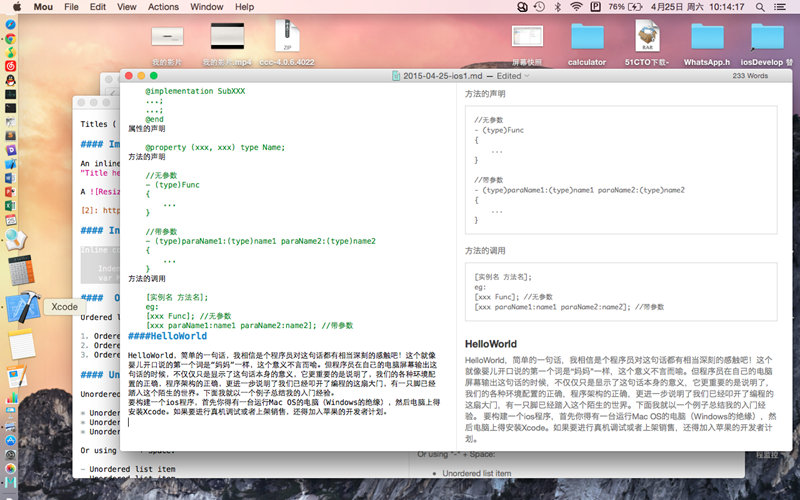 Mou File Edit View Actions Window Help
76% 4月25日 周六 10:14:17
我的影片
我的影片.mp4
ccc-4.0.6.4022
屏幕快照
calculator
51CTO下载-
WhatsApp.h
iosDevelop 替
ZIP
RAR
2015-04-25-ios1.md — Edited
233 Words
@implementation SubXXX
...;
...;
@end
属性的声明
@property (xxx, xxx) type Name;
方法的声明
//无参数
- (type)Func
{
...
}
//带参数
- (type)paraName1:(type)name1 paraName2:(type)name2
{
...
}
方法的调用
[实例名 方法名];
eg:
[xxx Func]; //无参数
[xxx paraName1:name1 paraName2:name2]; //带参数
####HelloWorld
HelloWorld，简单的一句话，我相信是个程序员对这句话都有相当深刻的感触吧！这个就像
婴儿开口说的第一个词是“妈妈”一样，这个意义不言而喻。但程序员在自己的电脑屏幕输出这
句话的时候，不仅仅只是显示了这句话本身的意义，它更重要的是说明了，我们的各种环境配
置的正确，程序架构的正确，更进一步说明了我们已经叩开了编程的这扇大门，有一只脚已经
踏入这个陌生的世界。下面我就以一个例子总结我的入门经验。
要构建一个ios程序，首先你得有一台运行Mac OS的电脑（Windows的绝缘），然后电脑上得
安装Xcode。如果要进行真机调试或者上架销售，还得加入苹果的开发者计划。
方法的声明
//无参数
- (type)Func
{
...
}
//带参数
- (type)paraName1:(type)name1 paraName2:(type)name2
{
...
}
方法的调用
[实例名 方法名];
eg:
[xxx Func]; //无参数
[xxx paraName1:name1 paraName2:name2]; //带参数
HelloWorld
HelloWorld，简单的一句话，我相信是个程序员对这句话都有相当深刻的感触吧！这个
就像婴儿开口说的第一个词是“妈妈”一样，这个意义不言而喻。但程序员在自己的电脑
屏幕输出这句话的时候，不仅仅只是显示了这句话本身的意义，它更重要的是说明了，
我们的各种环境配置的正确，程序架构的正确，更进一步说明了我们已经叩开了编程的
这扇大门，有一只脚已经踏入这个陌生的世界。下面我就以一个例子总结我的入门经
验。 要构建一个ios程序，首先你得有一台运行Mac OS的电脑（Windows的绝缘），然
后电脑上得安装Xcode。如果要进行真机调试或者上架销售，还得加入苹果的开发者计
划。
Titles (
#### Im
An inline
"Title he
A ![Resiz
[2]: http
#### In
Inline co
Inden
var
#### O
Ordered l
1. Ordere
2. Ordere
3. Ordere
#### Un
Unordered
* Unorder
* Unorder
* Unorder
Or using
- Unordered list item
Or using "-" + Space:
Unordered list item
Xcode
程监控